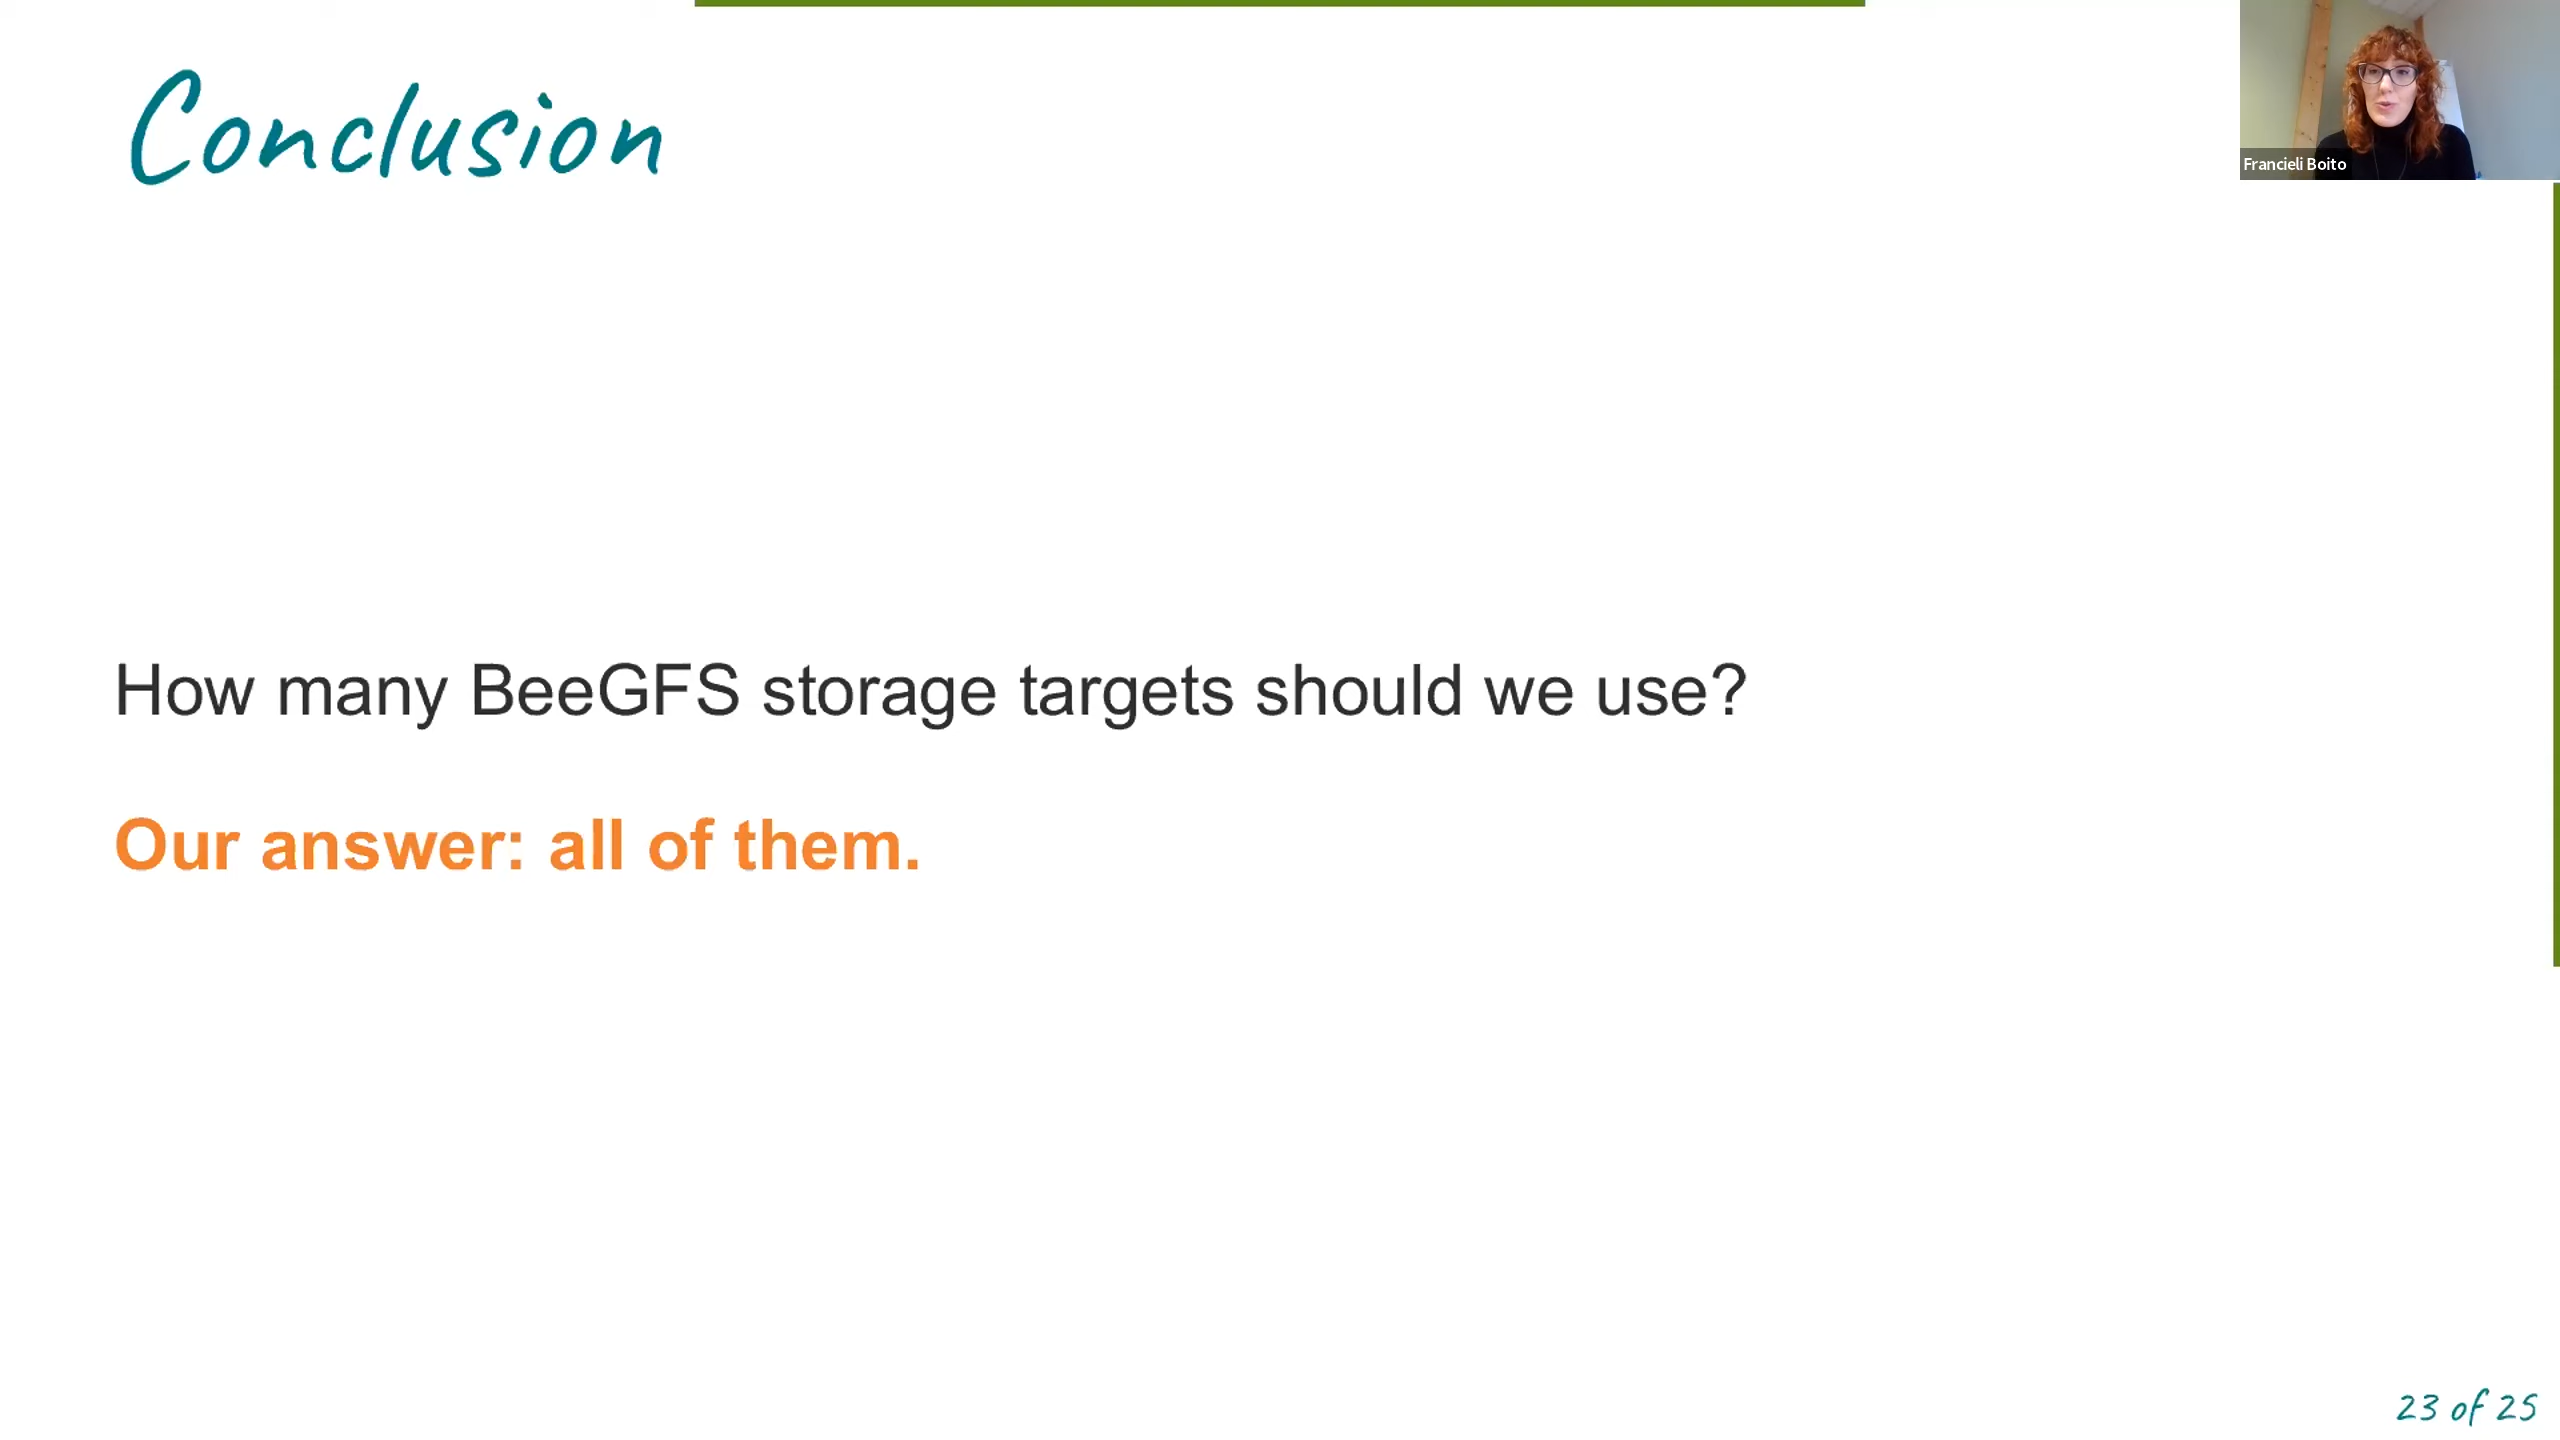 Conclusion
Francieli Boito
How many BeeGFS storage targets should we use?
Our answer: all of them.
23 of 25